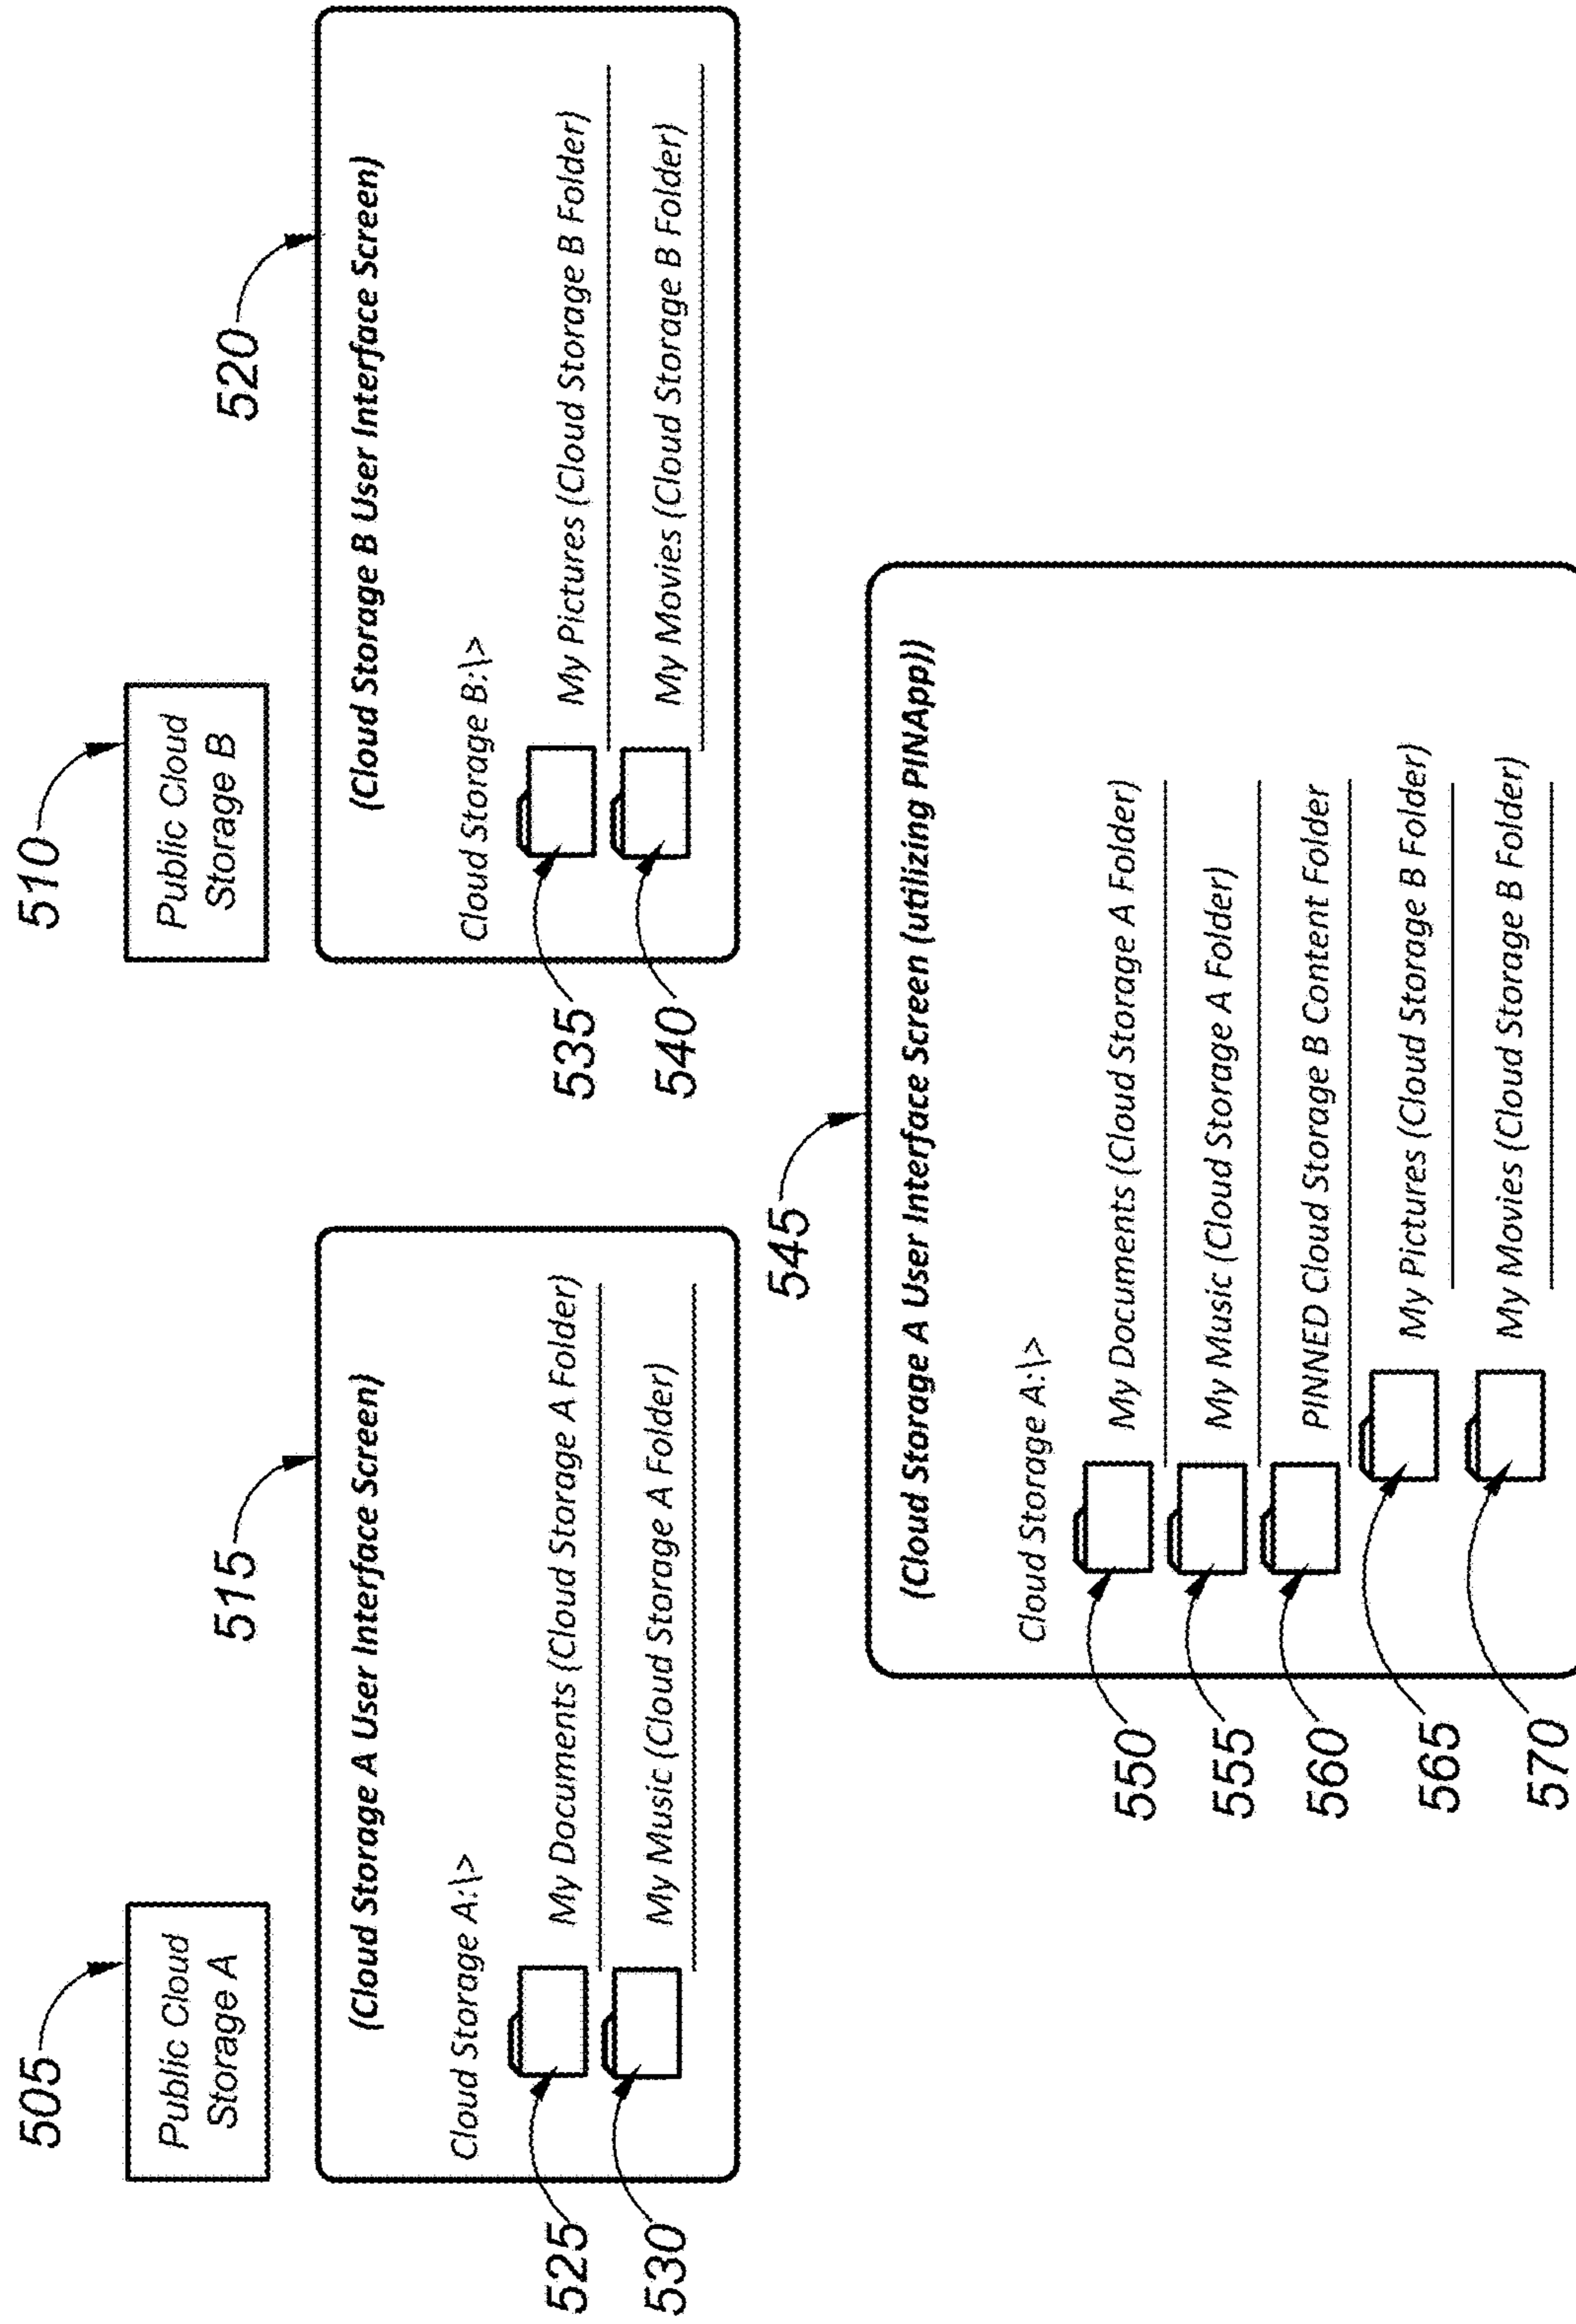 505
Public Cloud
Storage A
515
(Cloud Storage A User Interface Screen)
Cloud Storage A:\>
525
My Documents (Cloud Storage A Folder)
530
My Music (Cloud Storage A Folder)
510
Public Cloud
Storage B
520
(Cloud Storage B User Interface Screen)
Cloud Storage B:\>
535
My Pictures (Cloud Storage B Folder)
540
My Movies (Cloud Storage B Folder)
545
(Cloud Storage A User Interface Screen (utilizing PINApp))
Cloud Storage A:\>
550
My Documents (Cloud Storage A Folder)
555
My Music (Cloud Storage A Folder)
560
PINNED Cloud Storage B Content Folder
565
My Pictures (Cloud Storage B Folder)
570
My Movies (Cloud Storage B Folder)